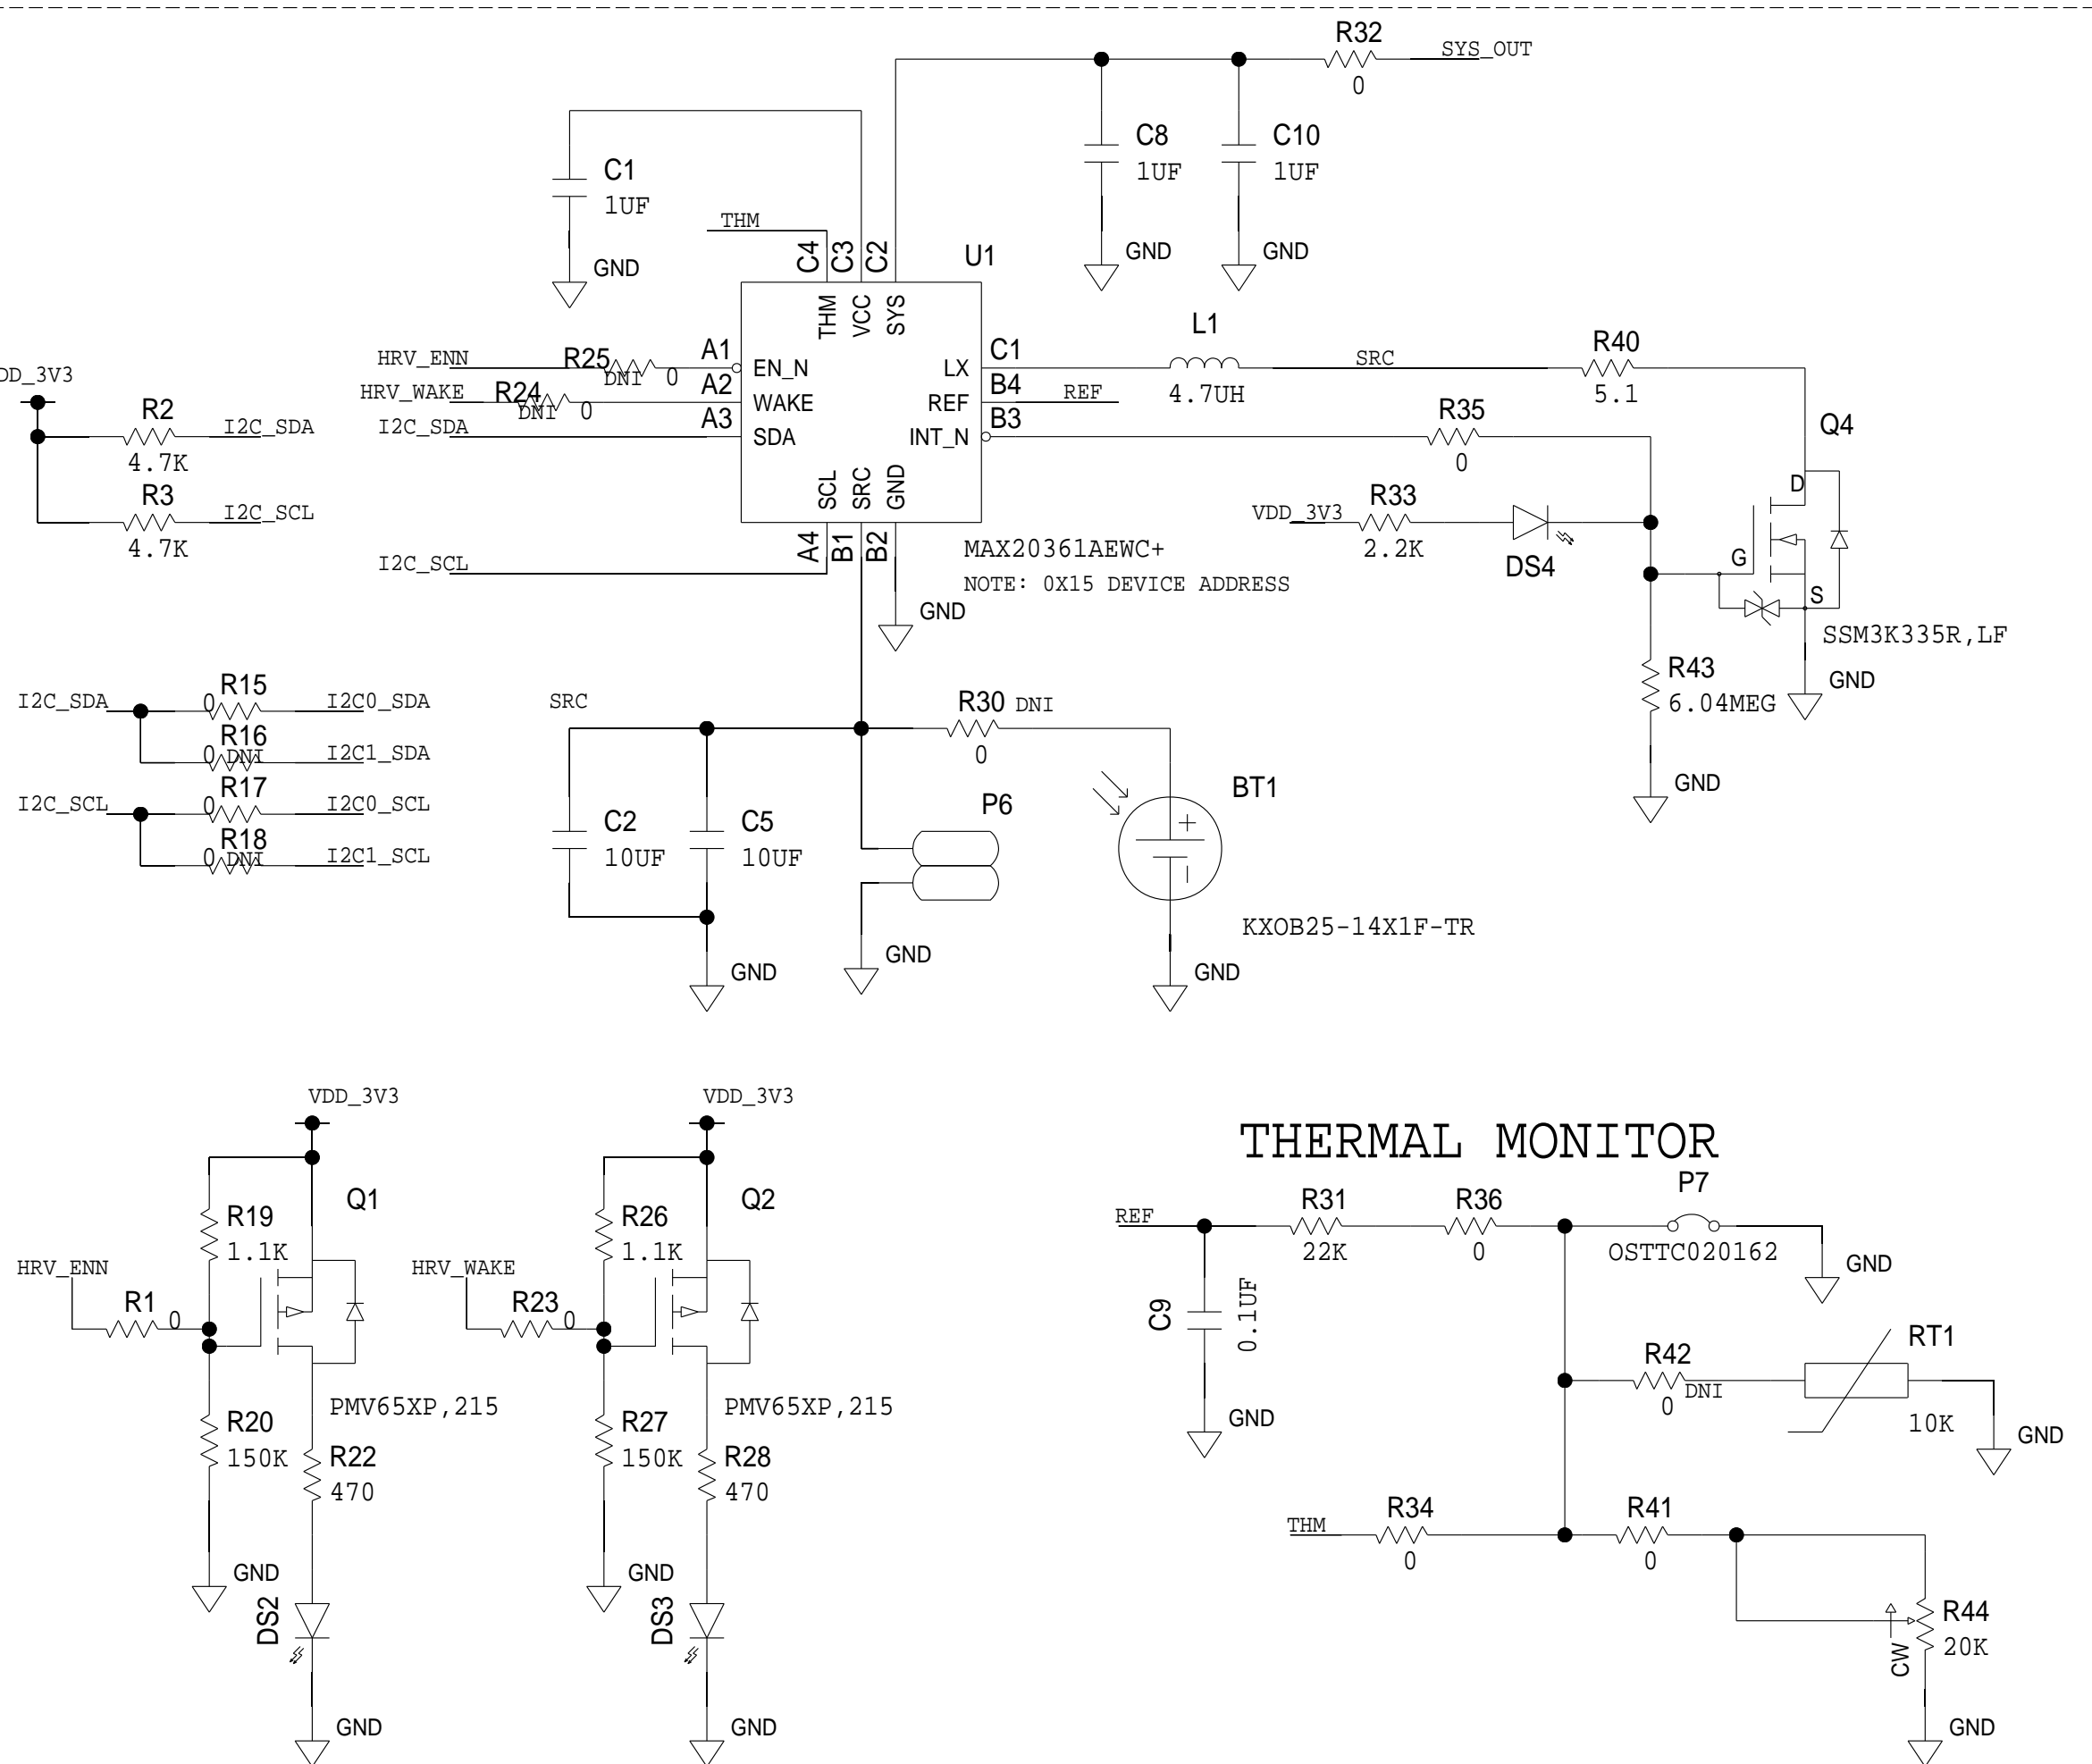 R32
SYS_OUT
0
C8
1UF
C10
1UF
C1
1UF
THM
GND
GND
GND
C4
C3
C2
U1
THM
VCC
SYS
L1
4.7UH
SRC
R40
5.1
HRV_ENN
R25
DNI
0
A1
EN_N
LX
C1
HRV_WAKE
R24
DNI
0
A2
WAKE
REF
B4
REF
I2C_SDA
A3
SDA
INT_N
B3
R35
0
Q4
R2
4.7K
I2C_SDA
R3
4.7K
I2C_SCL
SCL
SRC
GND
A4
B1
B2
I2C_SCL
MAX20361AEWC+
NOTE: 0X15 DEVICE ADDRESS
GND
VDD_3V3
R33
2.2K
DS4
D
G
S
SSM3K335R,LF
GND
R43
6.04MEG
GND
I2C_SDA
0
R15
I2C0_SDA
R16
0
DNI
I2C1_SDA
I2C_SCL
0
R17
I2C0_SCL
R18
0
DNI
I2C1_SCL
SRC
R30
DNI
0
C2
10UF
C5
10UF
P6
BT1
+
KXOB25-14X1F-TR
GND
GND
GND
VDD_3V3
Q1
R19
1.1K
HRV_ENN
R1
0
PMV65XP,215
R20
150K
R22
470
GND
DS2
GND
VDD_3V3
Q2
R26
1.1K
HRV_WAKE
R23
0
PMV65XP,215
R27
150K
R28
470
GND
DS3
GND
THERMAL MONITOR
REF
R31
22K
R36
0
P7
OSTTC020162
GND
C9
0.1UF
GND
R42
DNI
0
RT1
10K
GND
THM
R34
0
R41
0
R44
20K
CW
GND